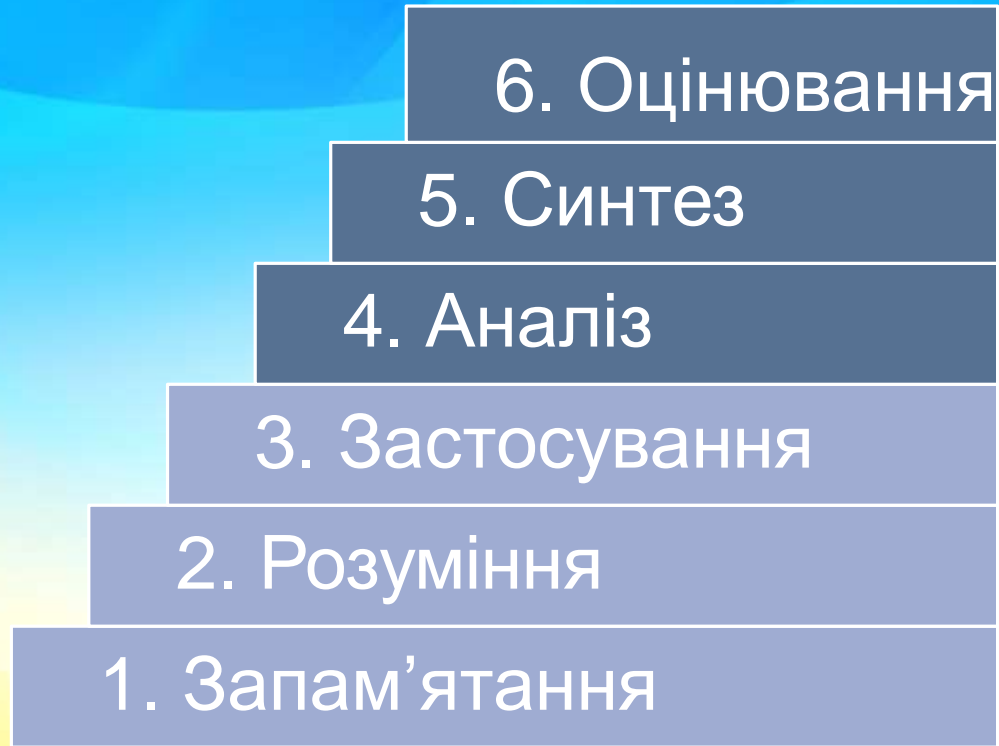 6. Оцінювання
5. Синтез
4. Аналіз
3. Застосування
2. Розуміння
1. Запам’ятання